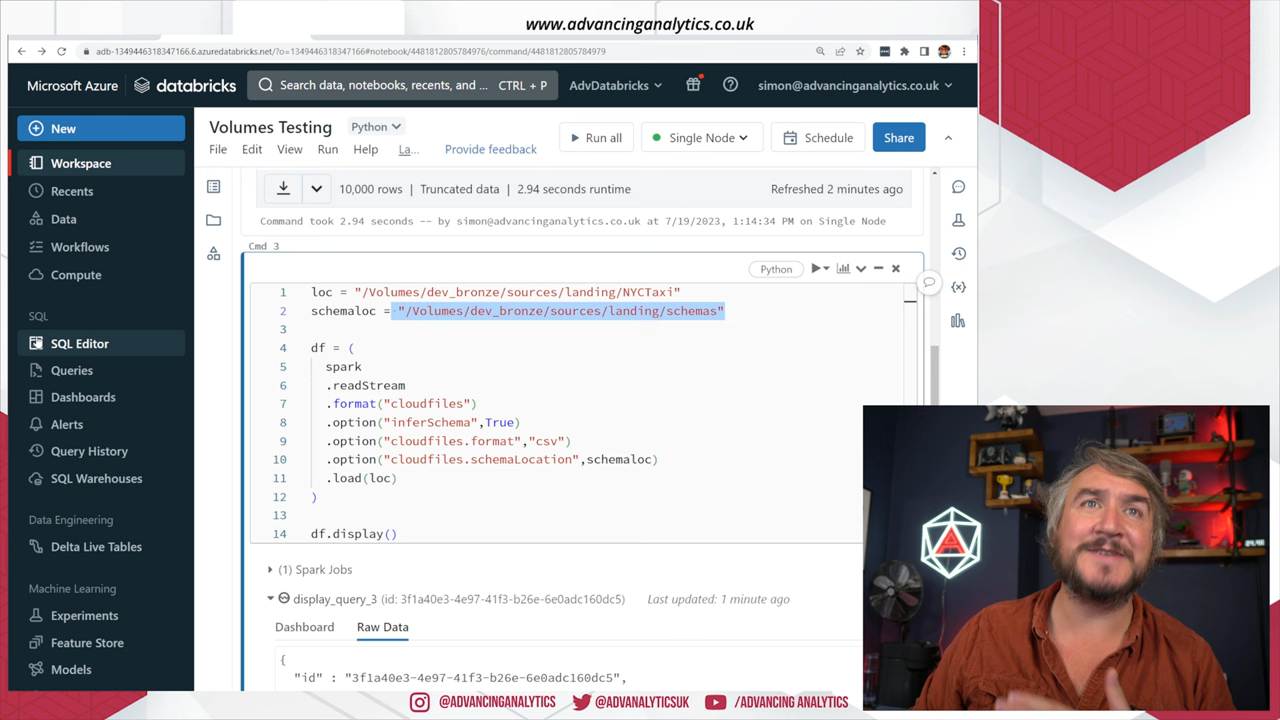 www.advancinganalytics.co.uk
adb-1349446318347166.6.azuredatabricks.net/?o=1349446318347166#notebook/4481812805784976/command/4481812805784979
Microsoft Azure
databricks
Search data, notebooks, recents, and ...
CTRL + P
AdvDatabricks
simon@advancinganalytics.co.uk
New
Workspace
Recents
Data
Workflows
Compute
SQL
SQL Editor
Queries
Dashboards
Alerts
Query History
SQL Warehouses
Data Engineering
Delta Live Tables
Machine Learning
Experiments
Feature Store
Models
Volumes Testing
Python
File
Edit
View
Run
Help
La...
Provide feedback
Run all
Single Node
Schedule
Share
10,000 rows | Truncated data | 2.94 seconds runtime
Refreshed 2 minutes ago
Command took 2.94 seconds -- by simon@advancinganalytics.co.uk at 7/19/2023, 1:14:34 PM on Single Node
Cmd 3
Python
1 loc = "/Volumes/dev_bronze/sources/landing/NYCTaxi"
2 schemaloc = "/Volumes/dev_bronze/sources/landing/schemas"
3
4 df = (
5 spark
6 .readStream
7 .format("cloudfiles")
8 .option("inferSchema",True)
9 .option("cloudfiles.format","csv")
10 .option("cloudfiles.schemaLocation",schemaloc)
11 .load(loc)
12 )
13
14 df.display()
(1) Spark Jobs
display_query_3 (id: 3f1a40e3-4e97-41f3-b26e-6e0adc160dc5)
Last updated: 1 minute ago
Dashboard
Raw Data
{
"id" : "3f1a40e3-4e97-41f3-b26e-6e0adc160dc5",
@ADVANCINGANALYTICS
@ADVANALYTICSUK
/ADVANCING ANALYTICS